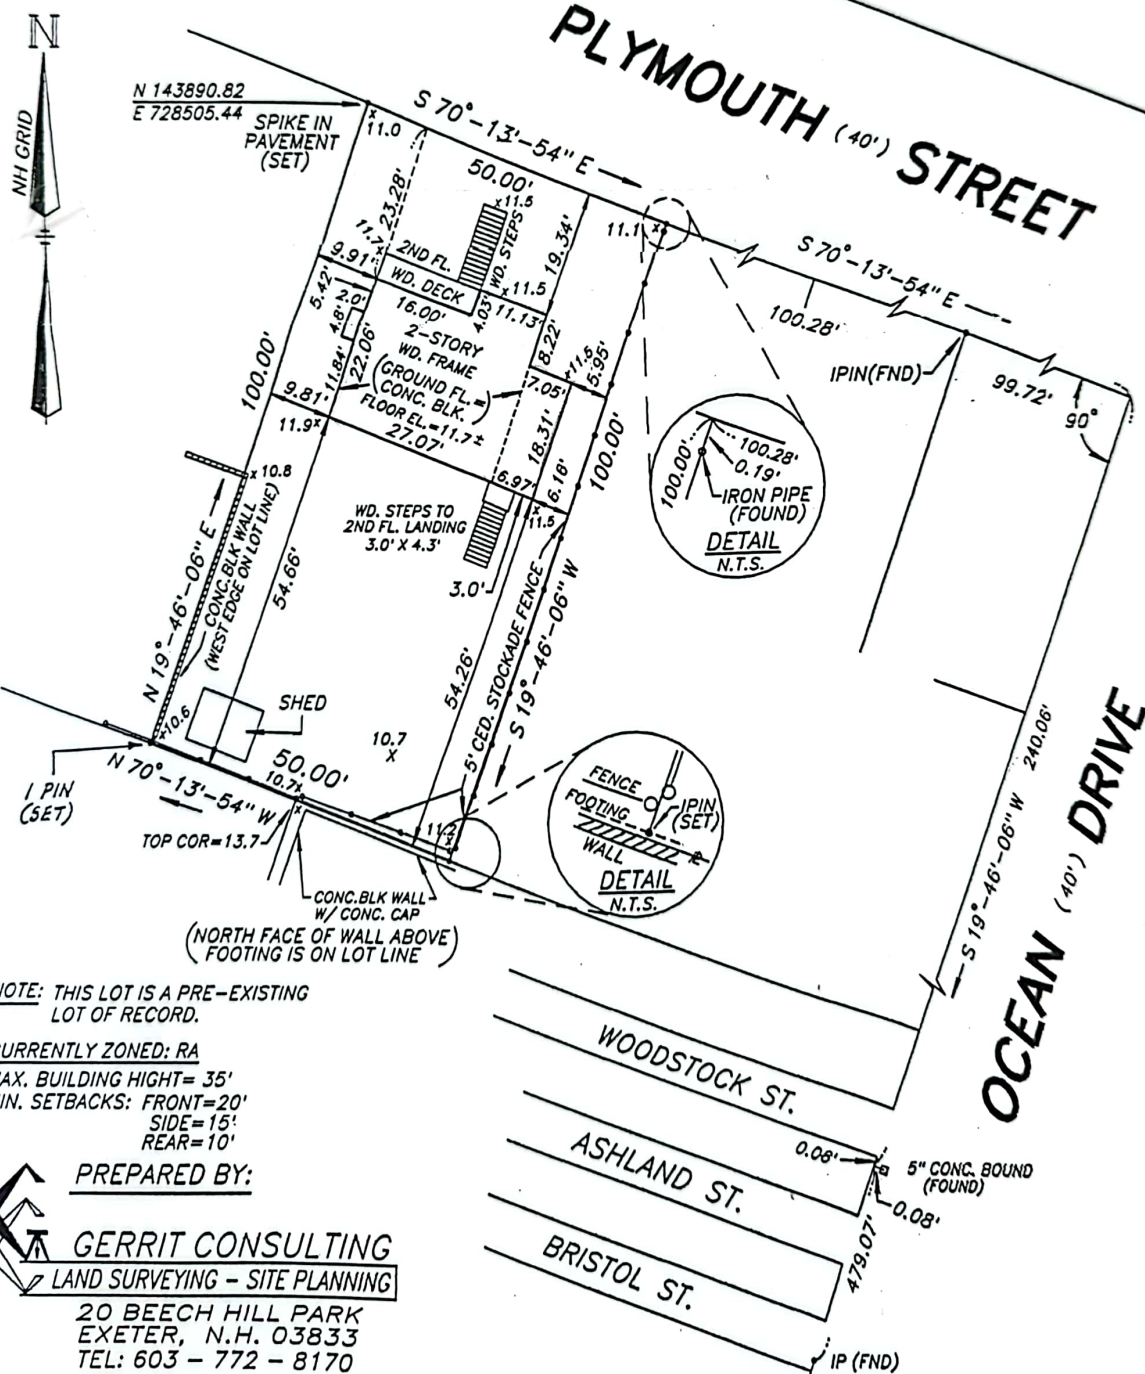 N
NH GRID
N 143890.82
E 728505.44
SPIKE IN
PAVEMENT
(SET)
11.0
S 70°-13'-54" E
50.00'
PLYMOUTH (40') STREET
11.1
S 70°-13'-54" E
100.28'
IPIN(FND)
99.72'
90°
23.28'
11.5
WD. STEPS
19.34'
11.7
9.91'
2ND FL.
WD. DECK
11.5
5.42'
2.0'
4.8'
16.00'
4.03'
11.13'
2-STORY
WD. FRAME
(GROUND FL.=
CONC. BLK.)
FLOOR EL.=11.7±
8.22'
11.5
5.95'
7.05'
100.00'
11.84'
22.06'
9.81'
11.9
27.07'
18.31'
100.00'
6.97'
6.16'
11.5
10.8
WD. STEPS TO
2ND FL. LANDING
3.0' X 4.3'
3.0'
100.00'
100.28'
0.19'
IRON PIPE
(FOUND)
DETAIL
N.T.S.
N 19°-46'-06" E
CONC.BLK WALL
(WEST EDGE ON LOT LINE)
54.66'
54.26'
5' CED. STOCKADE FENCE
S 19°-46'-06" W
SHED
10.6
10.7
I PIN
(SET)
N 70°-13'-54" W
50.00'
10.7
TOP COR=13.7
11.2
FENCE
FOOTING
IPIN
(SET)
WALL
DETAIL
N.T.S.
CONC.BLK WALL
W/ CONC. CAP
(NORTH FACE OF WALL ABOVE
FOOTING IS ON LOT LINE)
S 19°-46'-06" W 240.06'
OCEAN (40') DRIVE
NOTE: THIS LOT IS A PRE-EXISTING
LOT OF RECORD.
CURRENTLY ZONED: RA
MAX. BUILDING HIGHT= 35'
MIN. SETBACKS: FRONT=20'
SIDE=15'
REAR=10'
WOODSTOCK ST.
ASHLAND ST.
BRISTOL ST.
0.06'
5" CONC. BOUND
(FOUND)
0.08'
479.07'
IP (FND)
PREPARED BY:
GERRIT CONSULTING
LAND SURVEYING - SITE PLANNING
20 BEECH HILL PARK
EXETER, N.H. 03833
TEL: 603 - 772 - 8170